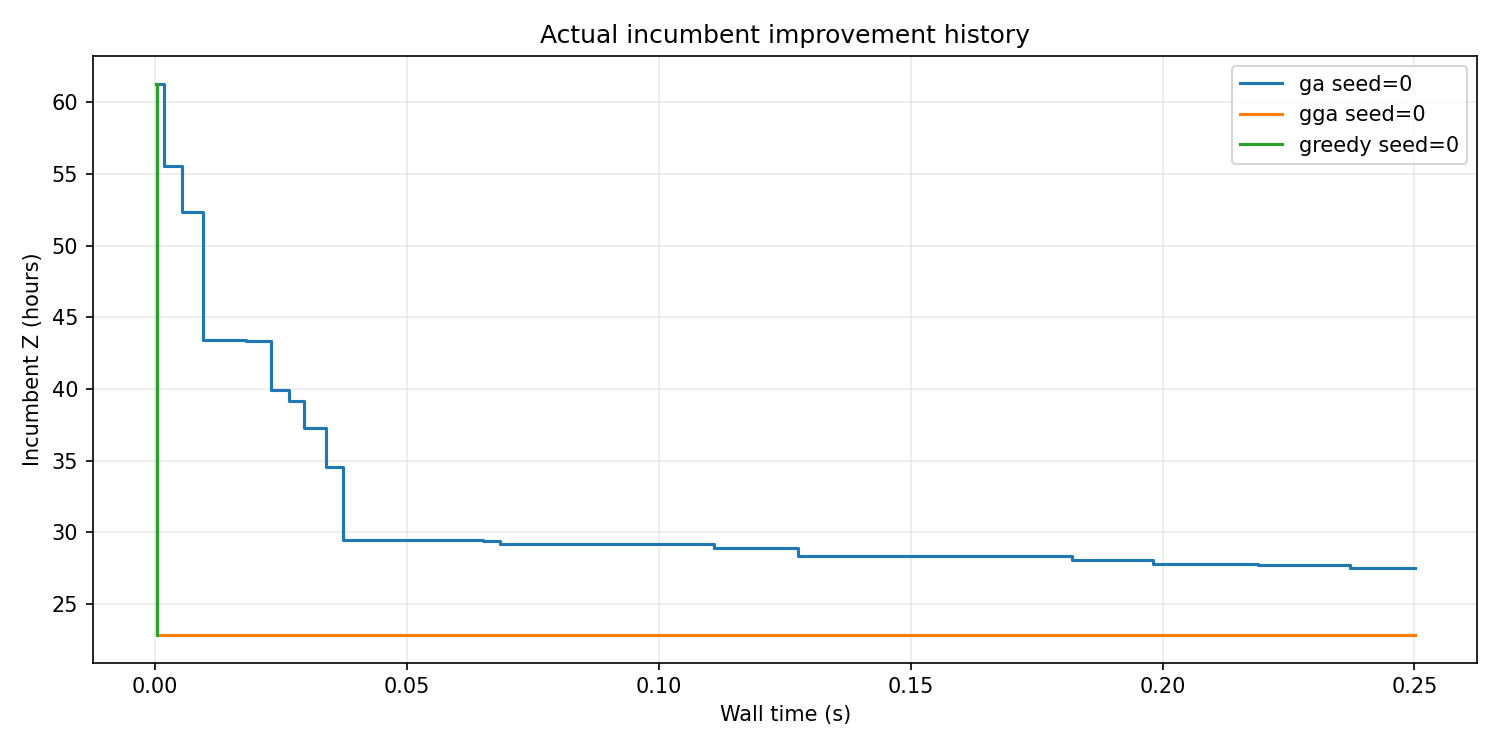 Actual incumbent improvement history
ga seed=0
gga seed=0
greedy seed=0
Incumbent Z (hours)
60
55
50
45
40
35
30
25
0.00 0.05 0.10 0.15 0.20 0.25
Wall time (s)